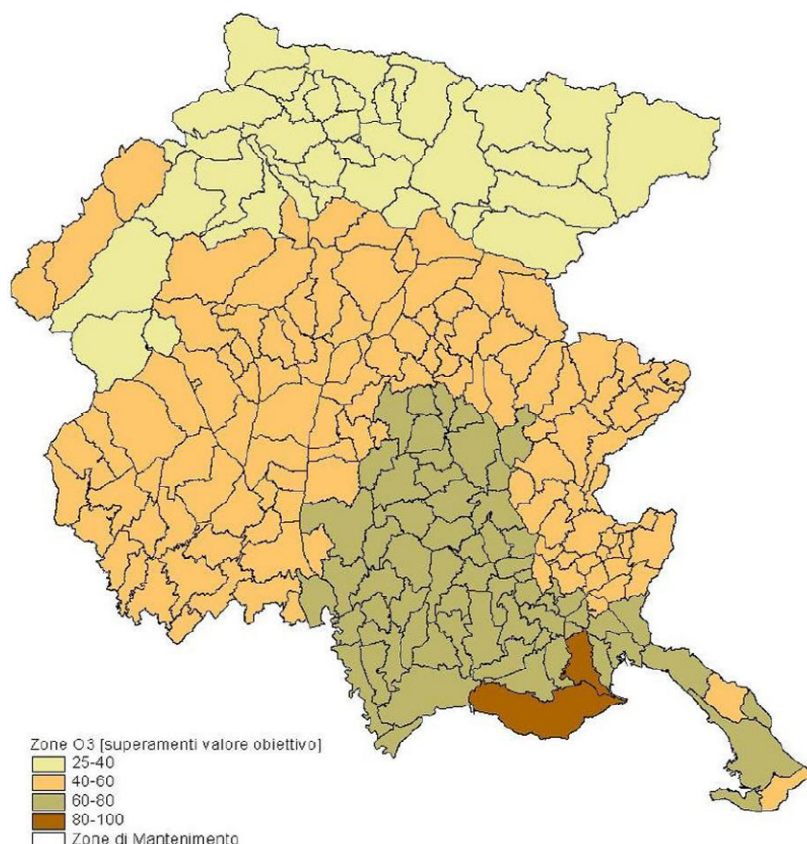 Zone O3 [superamenti valore obiettivo]
25-40
40-60
60-80
80-100
Zone di Mantenimento